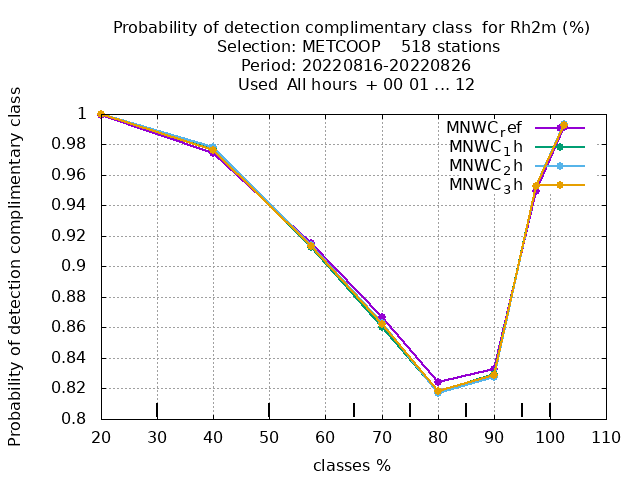 Probability of detection complimentary class  for Rh2m (%)
Selection: METCOOP    518 stations
Period: 20220816-20220826
Used  All hours  + 00 01 ... 12
Probability of detection complimentary class
1
0.98
0.96
0.94
0.92
0.9
0.88
0.86
0.84
0.82
0.8
MNWC_ref
MNWC_1h
MNWC_2h
MNWC_3h
20 30 40 50 60 70 80 90 100 110
classes %